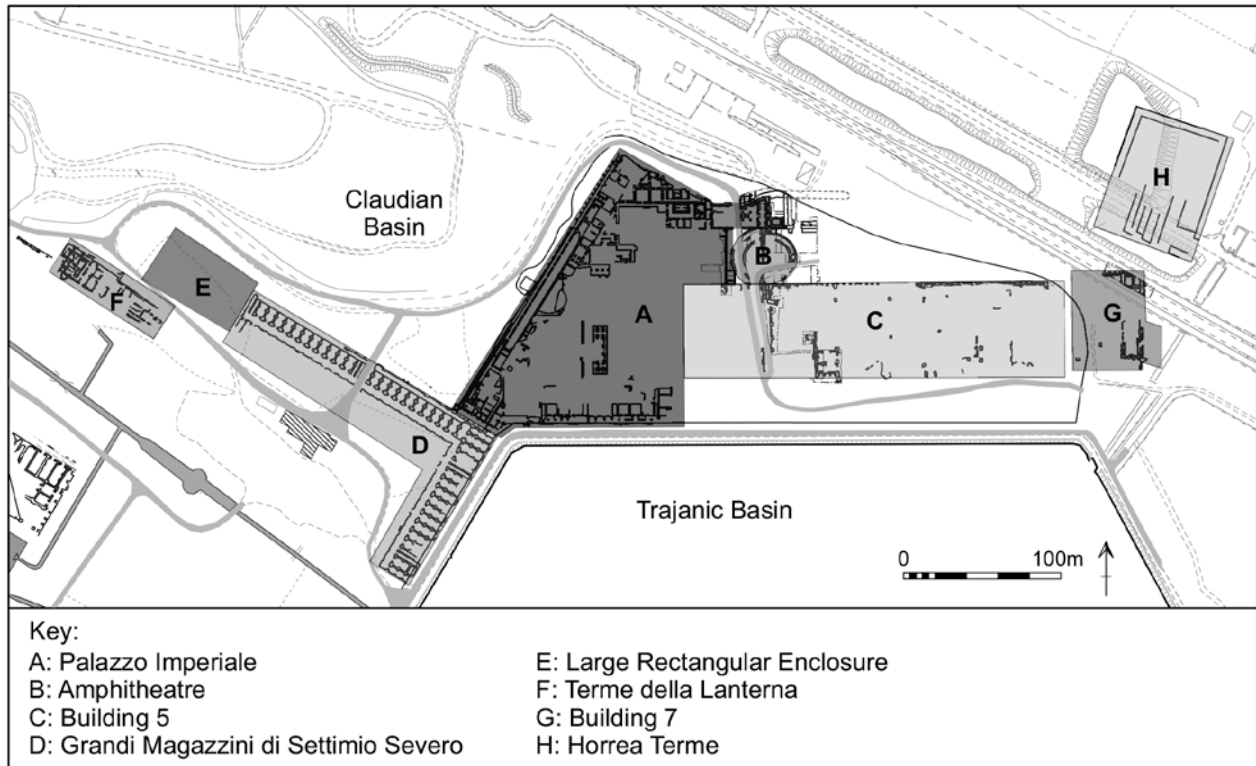 Claudian
Basin
H
B
E
F
A
C
G
D
Trajanic Basin
0 100m
Key:
A: Palazzo Imperiale
B: Amphitheatre
C: Building 5
D: Grandi Magazzini di Settimio Severo
E: Large Rectangular Enclosure
F: Terme della Lanterna
G: Building 7
H: Horrea Terme